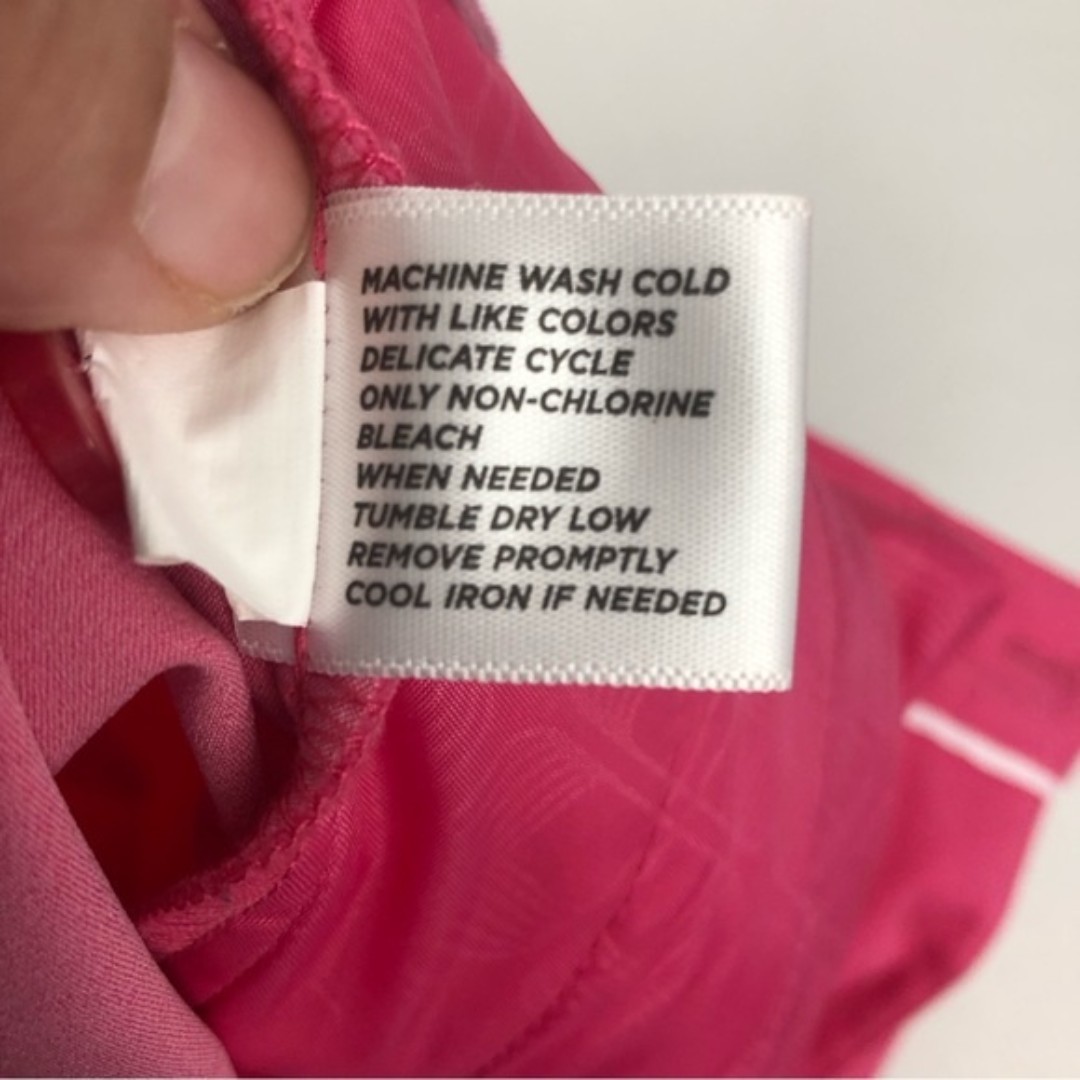 MACHINE WASH COLD
WITH LIKE COLORS
DELICATE CYCLE
ONLY NON-CHLORINE
BLEACH
WHEN NEEDED
TUMBLE DRY LOW
REMOVE PROMPTLY
COOL IRON IF NEEDED